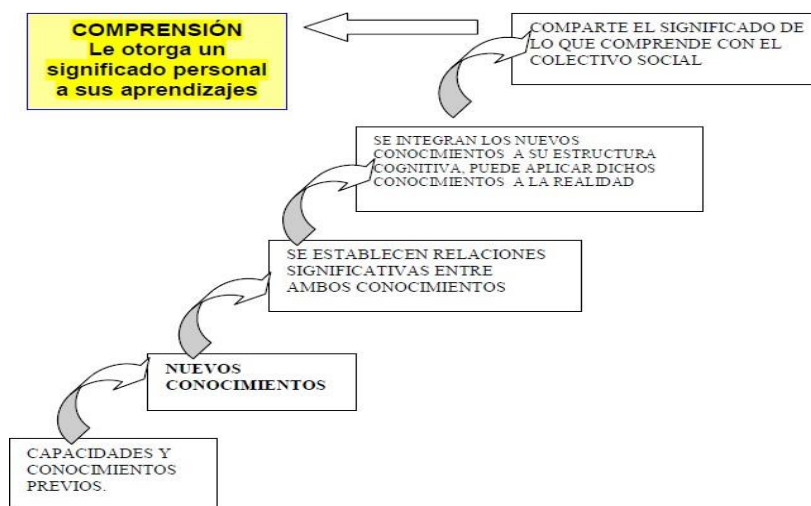 COMPRENSIÓN
Le otorga un
significado personal
a sus aprendizajes
COMPARTE EL SIGNIFICADO DE
LO QUE COMPRENDE CON EL
COLECTIVO SOCIAL
SE INTEGRAN LOS NUEVOS
CONOCIMIENTOS A SU ESTRUCTURA
COGNITIVA, PUEDE APLICAR DICHOS
CONOCIMIENTOS A LA REALIDAD
SE ESTABLECEN RELACIONES
SIGNIFICATIVAS ENTRE
AMBOS CONOCIMIENTOS
NUEVOS
CONOCIMIENTOS
CAPACIDADES Y
CONOCIMIENTOS
PREVIOS.